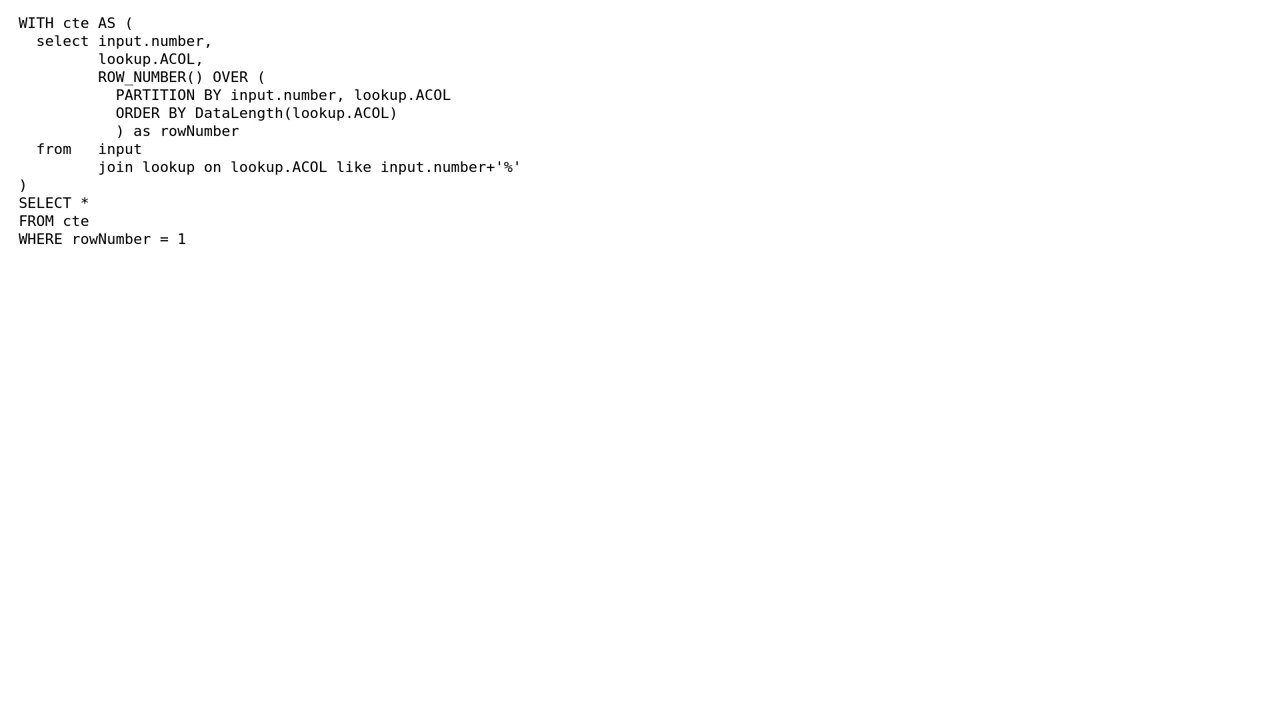 WITH cte AS (
  select input.number,
         lookup.ACOL,
         ROW_NUMBER() OVER (
           PARTITION BY input.number, lookup.ACOL
           ORDER BY DataLength(lookup.ACOL)
           ) as rowNumber
  from   input
         join lookup on lookup.ACOL like input.number+'%'
)
SELECT *
FROM cte
WHERE rowNumber = 1